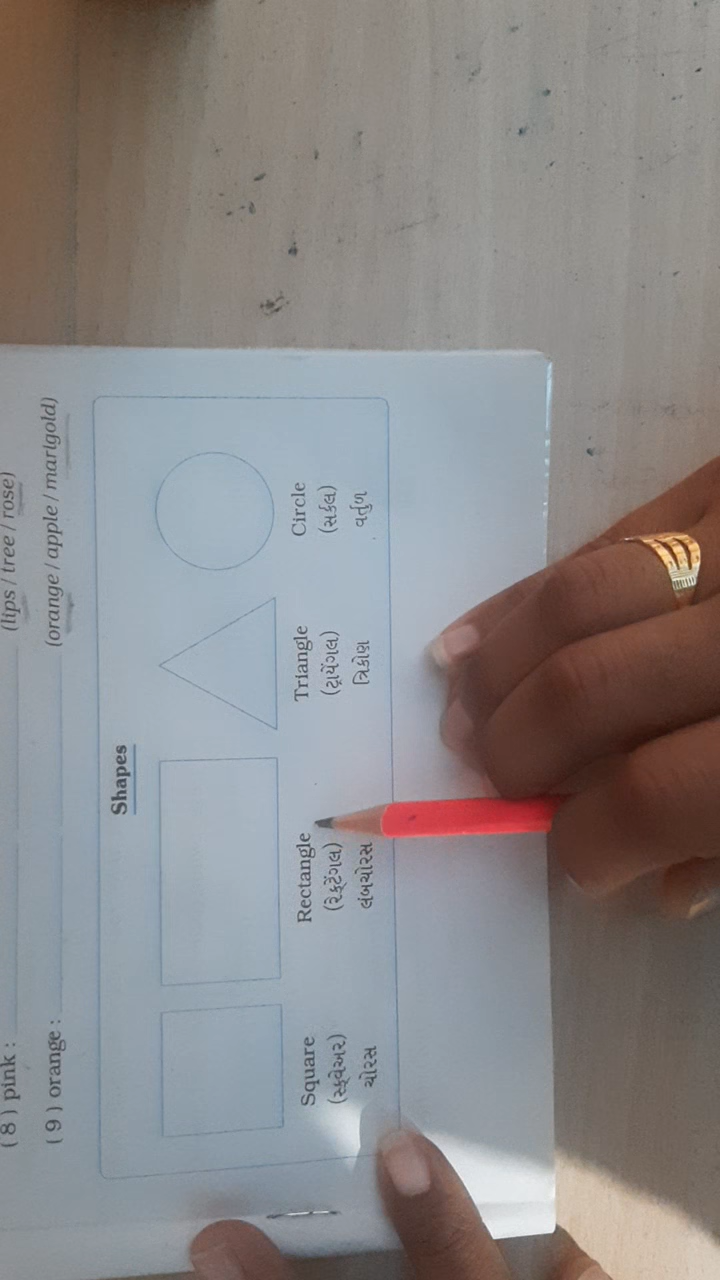 ( 8 ) pink : (lips / tree / rose)
( 9 ) orange : (orange / apple / marigold)
Shapes
Square Rectangle Triangle Circle
(સ્ક્વેઅર) (રેક્ટેંગલ) (ટ્રાયેંગલ) (સર્કલ)
ચોરસ લંબચોરસ ત્રિકોણ વર્તુળ